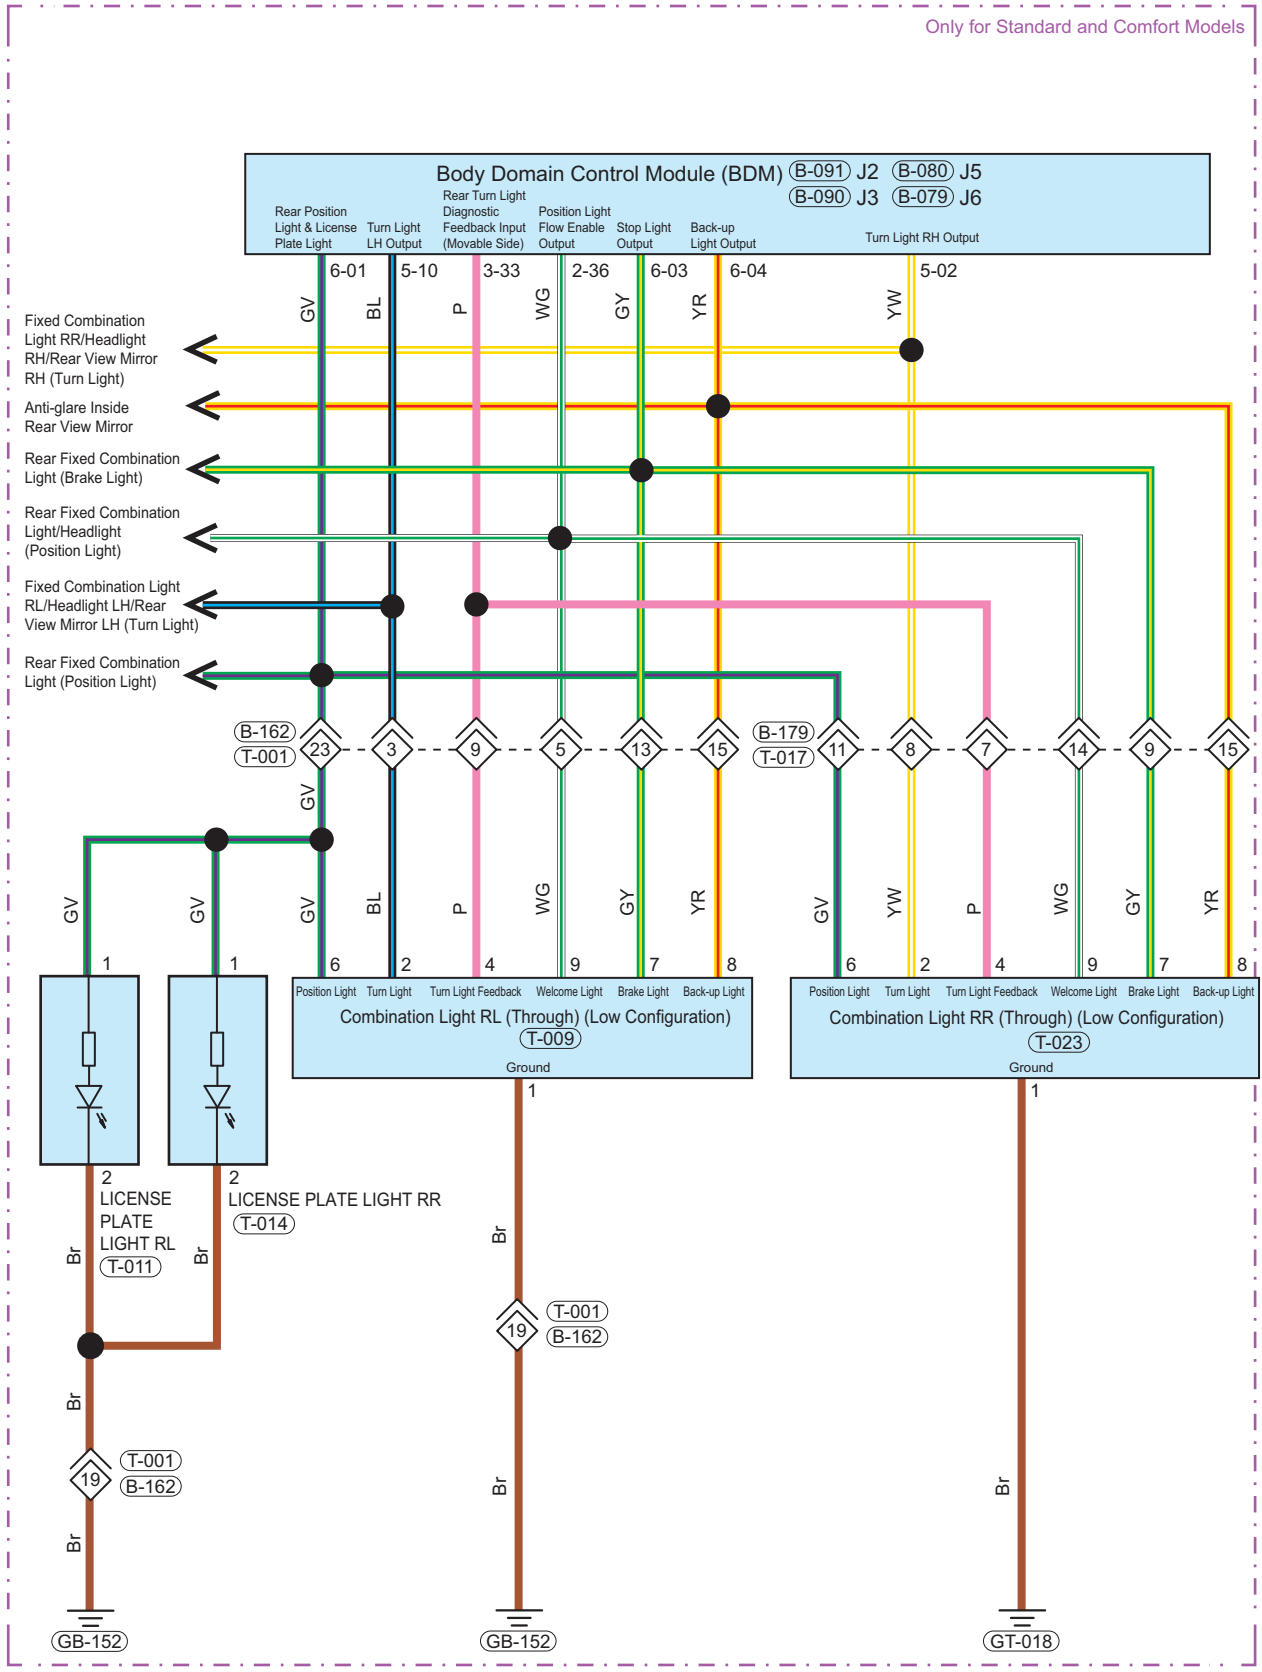 Only for Standard and Comfort Models
Body Domain Control Module (BDM) B-091 J2 B-080 J5
B-090 J3 B-079 J6
Rear Position
Light & License
Plate Light
Turn Light
LH Output
Rear Turn Light
Diagnostic
Feedback Input
(Movable Side)
Position Light
Flow Enable
Output
Stop Light
Output
Back-up
Light Output
Turn Light RH Output
6-01 5-10 3-33 2-36 6-03 6-04 5-02
GV BL P WG GY YR YW
Fixed Combination
Light RR/Headlight
RH/Rear View Mirror
RH (Turn Light)
Anti-glare Inside
Rear View Mirror
Rear Fixed Combination
Light (Brake Light)
Rear Fixed Combination
Light/Headlight
(Position Light)
Fixed Combination Light
RL/Headlight LH/Rear
View Mirror LH (Turn Light)
Rear Fixed Combination
Light (Position Light)
B-162
T-001
23 3 9 5 13 15
B-179
T-017
11 8 7 14 9 15
GV
GV GV GV BL P WG GY YR GV YW P WG GY YR
1 1 6 2 4 9 7 8 6 2 4 9 7 8
Position Light Turn Light Turn Light Feedback Welcome Light Brake Light Back-up Light
Combination Light RL (Through) (Low Configuration)
T-009
Ground
1
Position Light Turn Light Turn Light Feedback Welcome Light Brake Light Back-up Light
Combination Light RR (Through) (Low Configuration)
T-023
Ground
1
2
LICENSE
PLATE
LIGHT RL
T-011
2
LICENSE PLATE LIGHT RR
T-014
Br Br Br
19
T-001
B-162
Br
19
T-001
B-162
Br Br Br
GB-152 GB-152 GT-018